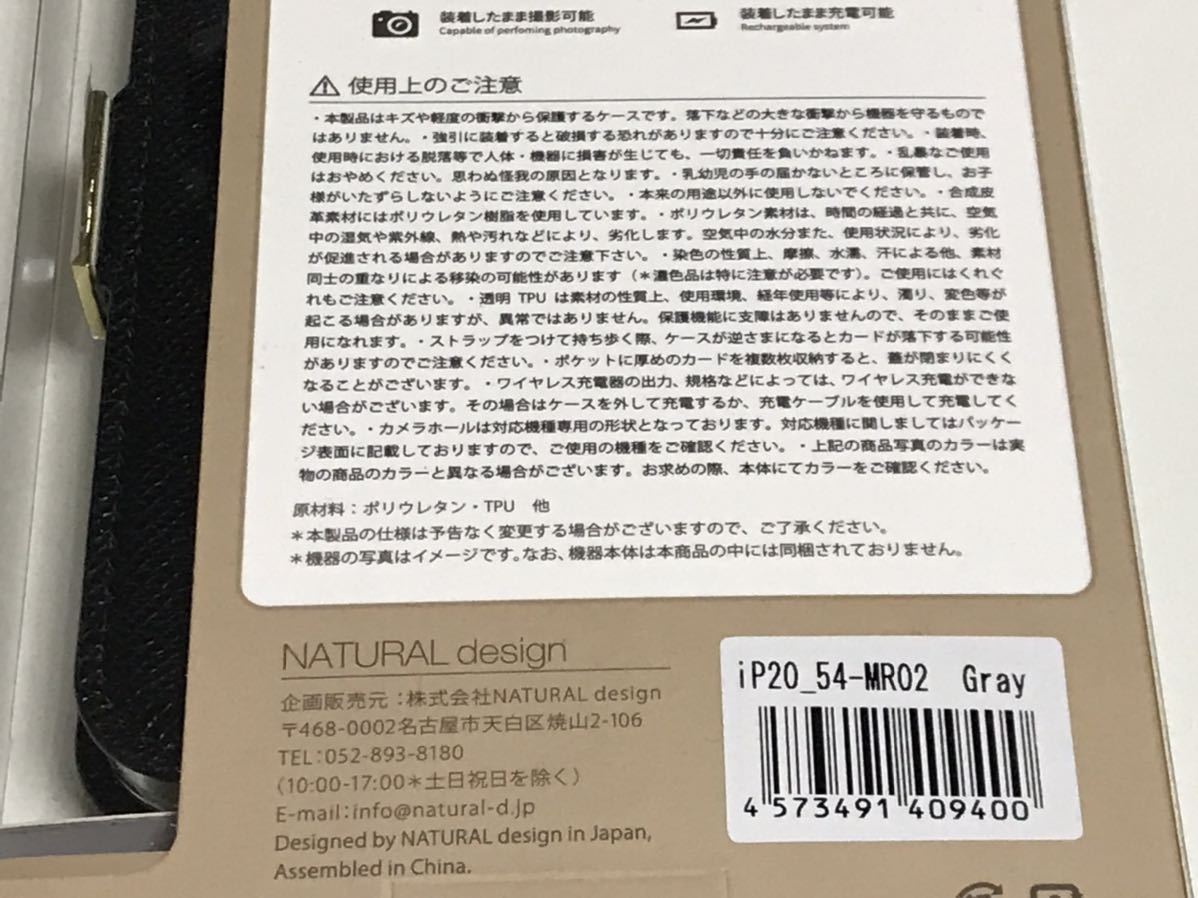 装着したまま撮影可能
Capable of perfoming photography
装着したまま充電可能
Rechargeable system
使用上のご注意
・本製品はキズや軽度の衝撃から保護するケースです。落下などの大きな衝撃から機器を守るもので
はありません。・強引に装着すると破損する恐れがありますので十分にご注意ください。・装着時、
使用時における脱落等で人体・機器に損害が生じても、一切責任を負いかねます。・乱暴なご使用
はおやめください。思わぬ怪我の原因となります。・乳幼児の手の届かないところに保管し、お子
様がいたずらしないようにご注意ください。・本来の用途以外に使用しないでください。・合成皮
革素材にはポリウレタン樹脂を使用しています。・ポリウレタン素材は、時間の経過と共に、空気
中の湿気や紫外線、熱や汚れなどにより、劣化します。空気中の水分また、使用状況により、劣化
が促進される場合がありますのでご注意下さい。・染色の性質上、摩擦、水濡、汗による他、素材
同士の重なりによる移染の可能性があります（＊濃色品は特に注意が必要です）。ご使用にはくれぐ
れもご注意ください。・透明 TPU は素材の性質上、使用環境、経年使用等により、濁り、変色等が
起こる場合がありますが、異常ではありません。保護機能に支障はありませんので、そのままご使
用になれます。・ストラップをつけて持ち歩く際、ケースが逆さまになるとカードが落下する可能性
がありますのでご注意ください。・ポケットに厚めのカードを複数枚収納すると、蓋が閉まりにくく
なることがございます。・ワイヤレス充電器の出力、規格などによっては、ワイヤレス充電ができな
い場合がございます。その場合はケースを外して充電するか、充電ケーブルを使用して充電してく
ださい。・カメラホールは対応機種専用の形状となっております。対応機種に関しましてはパッケー
ジ表面に記載しておりますので、ご使用の機種をご確認ください。・上記の商品写真のカラーは実
物の商品のカラーと異なる場合がございます。お求めの際、本体にてカラーをご確認ください。
原材料：ポリウレタン・TPU 他
＊本製品の仕様は予告なく変更する場合がございますので、ご了承ください。
＊機器の写真はイメージです。なお、機器本体は本商品の中には同梱されておりません。
NATURAL design
企画販売元：株式会社NATURAL design
〒468-0002名古屋市天白区焼山2-106
TEL:052-893-8180
(10:00-17:00＊土日祝日を除く)
E-mail:info@natural-d.jp
Designed by NATURAL design in Japan,
Assembled in China.
iP20_54-MR02 Gray
4 573491 409400